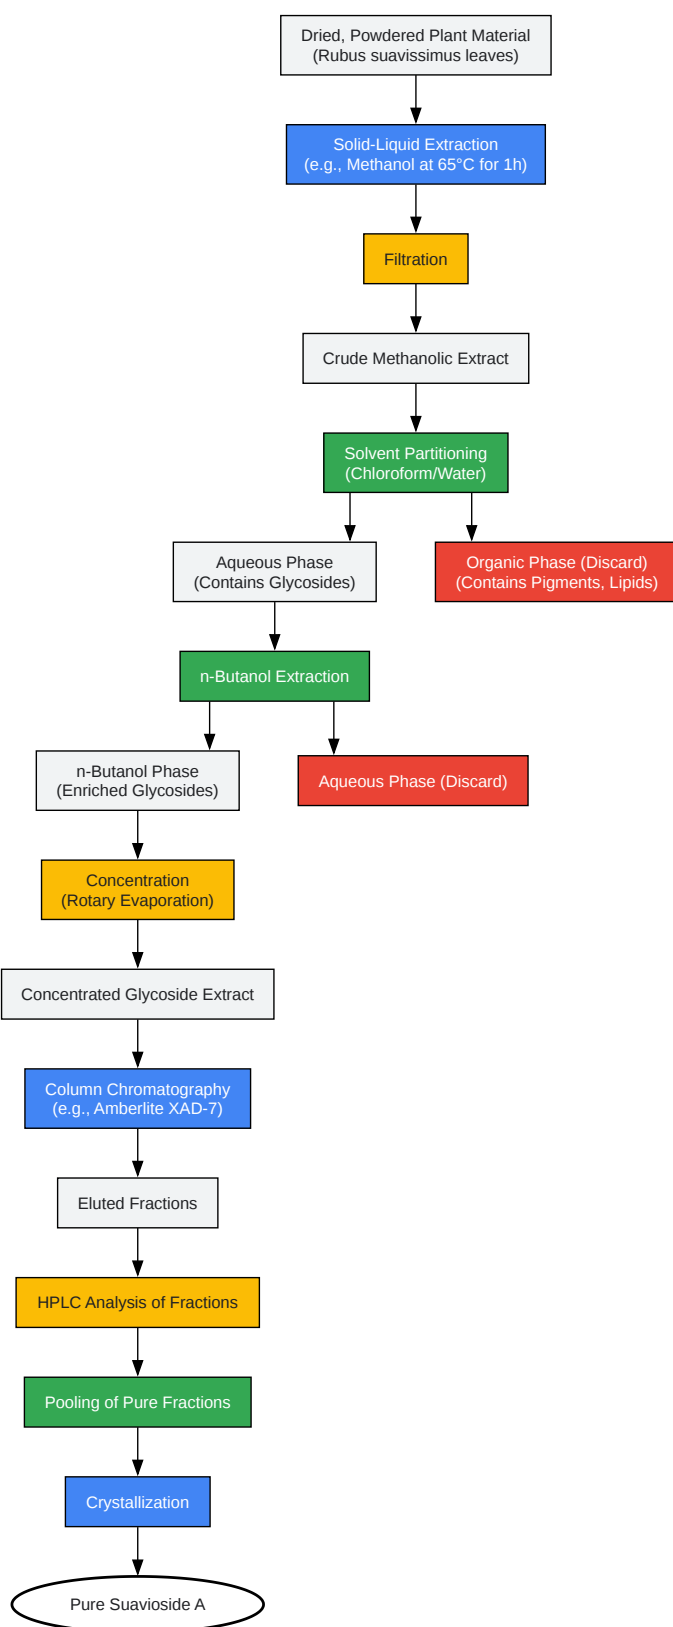 Dried, Powdered Plant Material
(Rubus suavissimus leaves)
Solid-Liquid Extraction
(e.g., Methanol at 65°C for 1h)
Filtration
Crude Methanolic Extract
Solvent Partitioning
(Chloroform/Water)
Aqueous Phase
(Contains Glycosides)
Organic Phase (Discard)
(Contains Pigments, Lipids)
n-Butanol Extraction
n-Butanol Phase
(Enriched Glycosides)
Aqueous Phase (Discard)
Concentration
(Rotary Evaporation)
Concentrated Glycoside Extract
Column Chromatography
(e.g., Amberlite XAD-7)
Eluted Fractions
HPLC Analysis of Fractions
Pooling of Pure Fractions
Crystallization
Pure Suavioside A